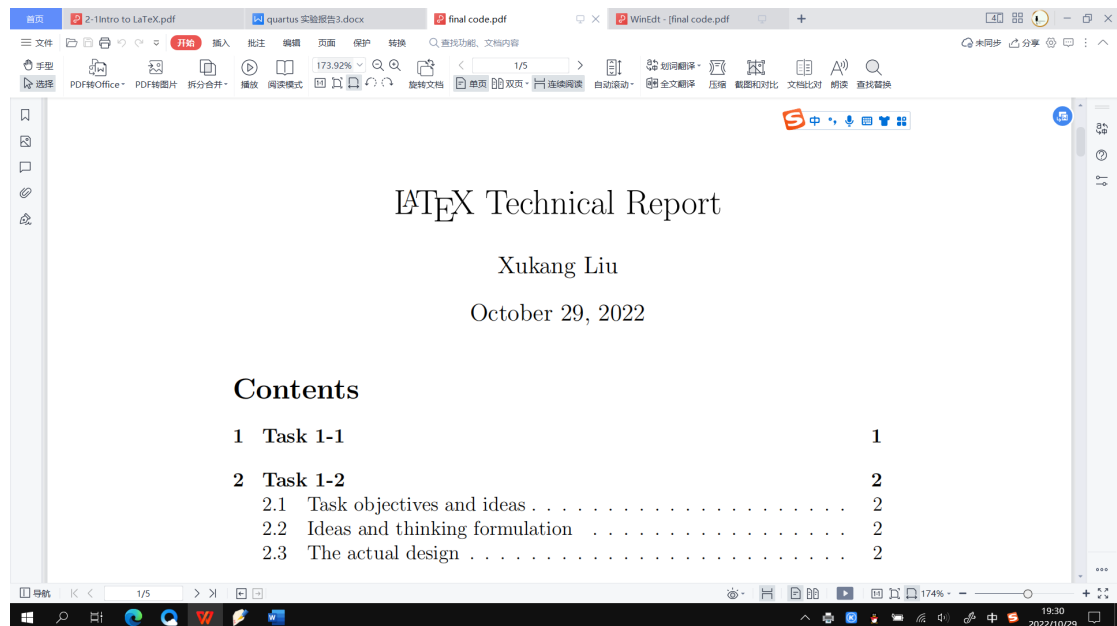 首页 2-1Intro to LaTeX.pdf quartus 实验报告3.docx final code.pdf WinEdt - [final code.pdf +
文件 开始 插入 批注 编辑 页面 保护 转换 查找功能、文档内容 未同步 分享
手型 PDF转Office PDF转图片 拆分合并 播放 阅读模式 173.92% 旋转文档 1/5 单页 双页 连续阅读 自动滚动 划词翻译 全文翻译 压缩 截图和对比 文档比对 朗读 查找替换
选择
中
LATEX Technical Report
Xukang Liu
October 29, 2022
Contents
1 Task 1-1 1
2 Task 1-2 2
2.1 Task objectives and ideas . . . . . . . . . . . . . . . . . . . . . 2
2.2 Ideas and thinking formulation . . . . . . . . . . . . . . . . . 2
2.3 The actual design . . . . . . . . . . . . . . . . . . . . . . . . . 2
导航 1/5 174%
中 19:30
2022/10/29